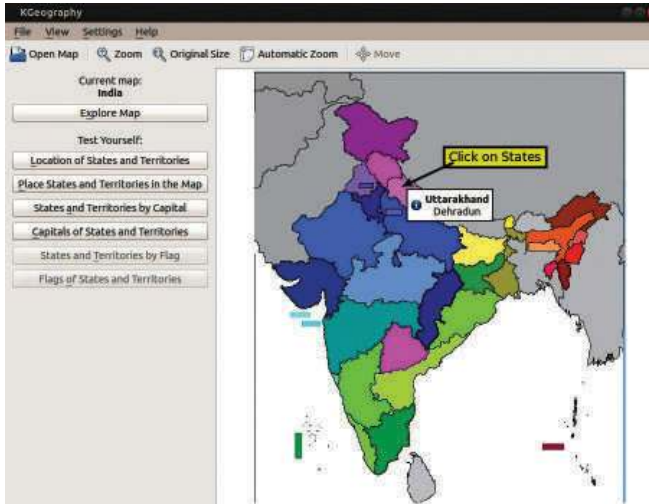 KGeography
File View Settings Help
Open Map Zoom Original Size Automatic Zoom Move
Current map:
India
Explore Map
Test Yourself:
Location of States and Territories
Place States and Territories in the Map
States and Territories by Capital
Capitals of States and Territories
States and Territories by Flag
Flags of States and Territories
Click on States
Uttarakhand
Dehradun